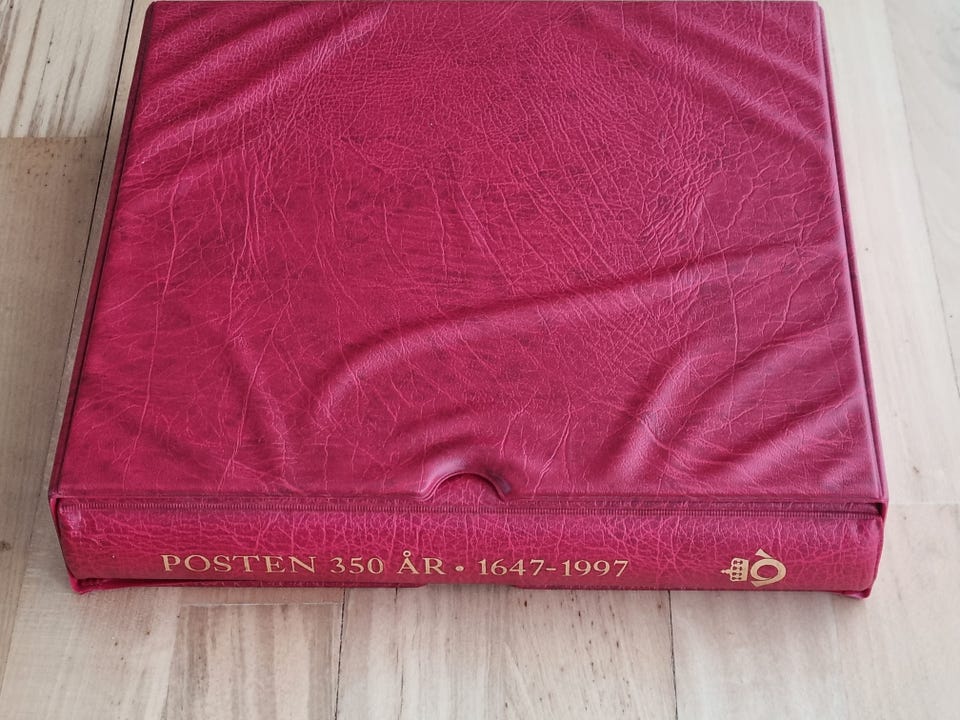 POSTEN 350 ÅR • 1647-1997